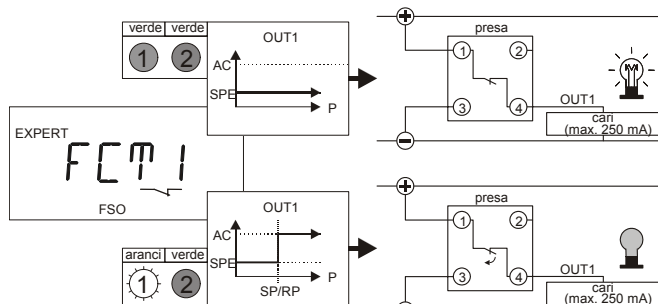 verde verde
1 2
OUT1
AC
SPE
P
presa
1 2
3 4
OUT1
cari
(max. 250 mA)
EXPERT
FCT1
FSO
aranci verde
1 2
OUT1
AC
SPE
SP/RP
P
presa
1 2
3 4
OUT1
cari
(max. 250 mA)